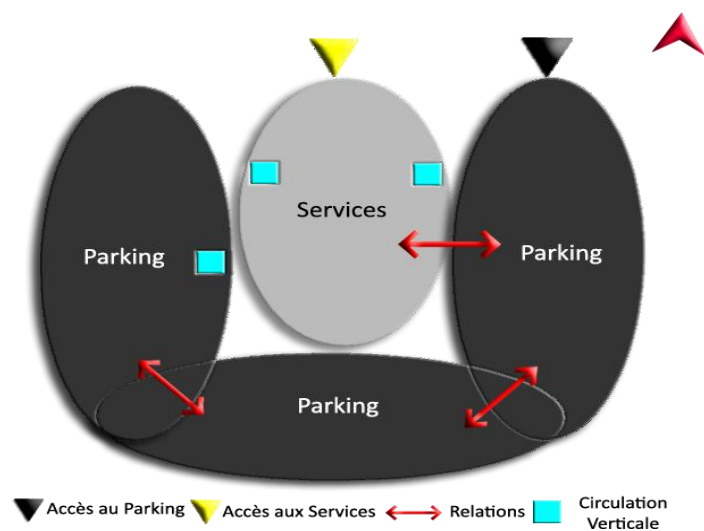 Services
Parking
Parking
Parking
Accès au Parking
Accès aux Services
Relations
Circulation
Verticale